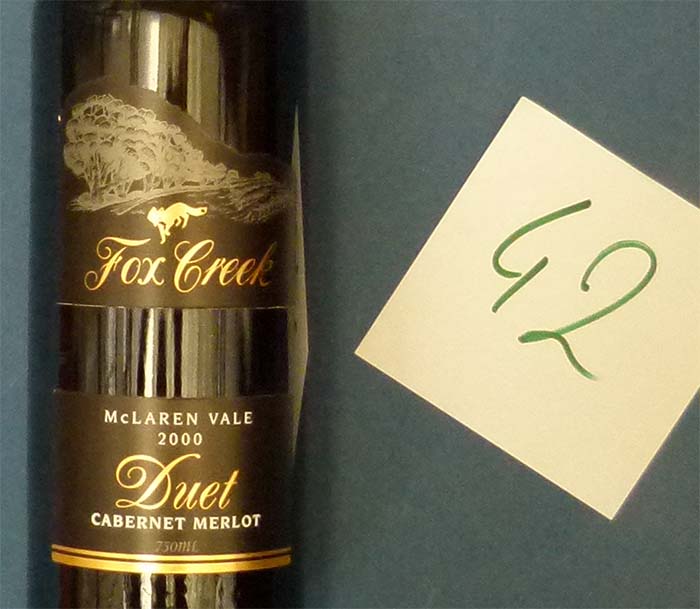 Fox Creek
McLAREN VALE
2000
Duet
CABERNET MERLOT
750mL
42